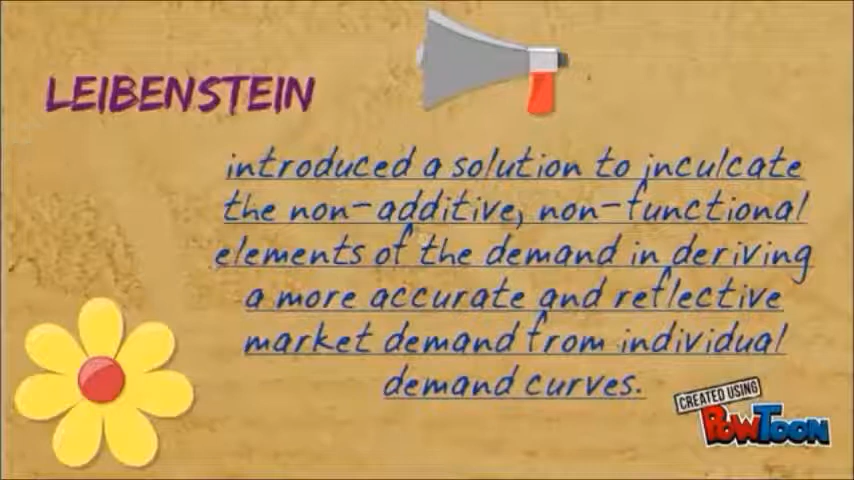 LEIBENSTEIN
introduced a solution to inculcate
the non-additive, non-functional
elements of the demand in deriving
a more accurate and reflective
market demand from individual
demand curves.
CREATED USING
POWTOON